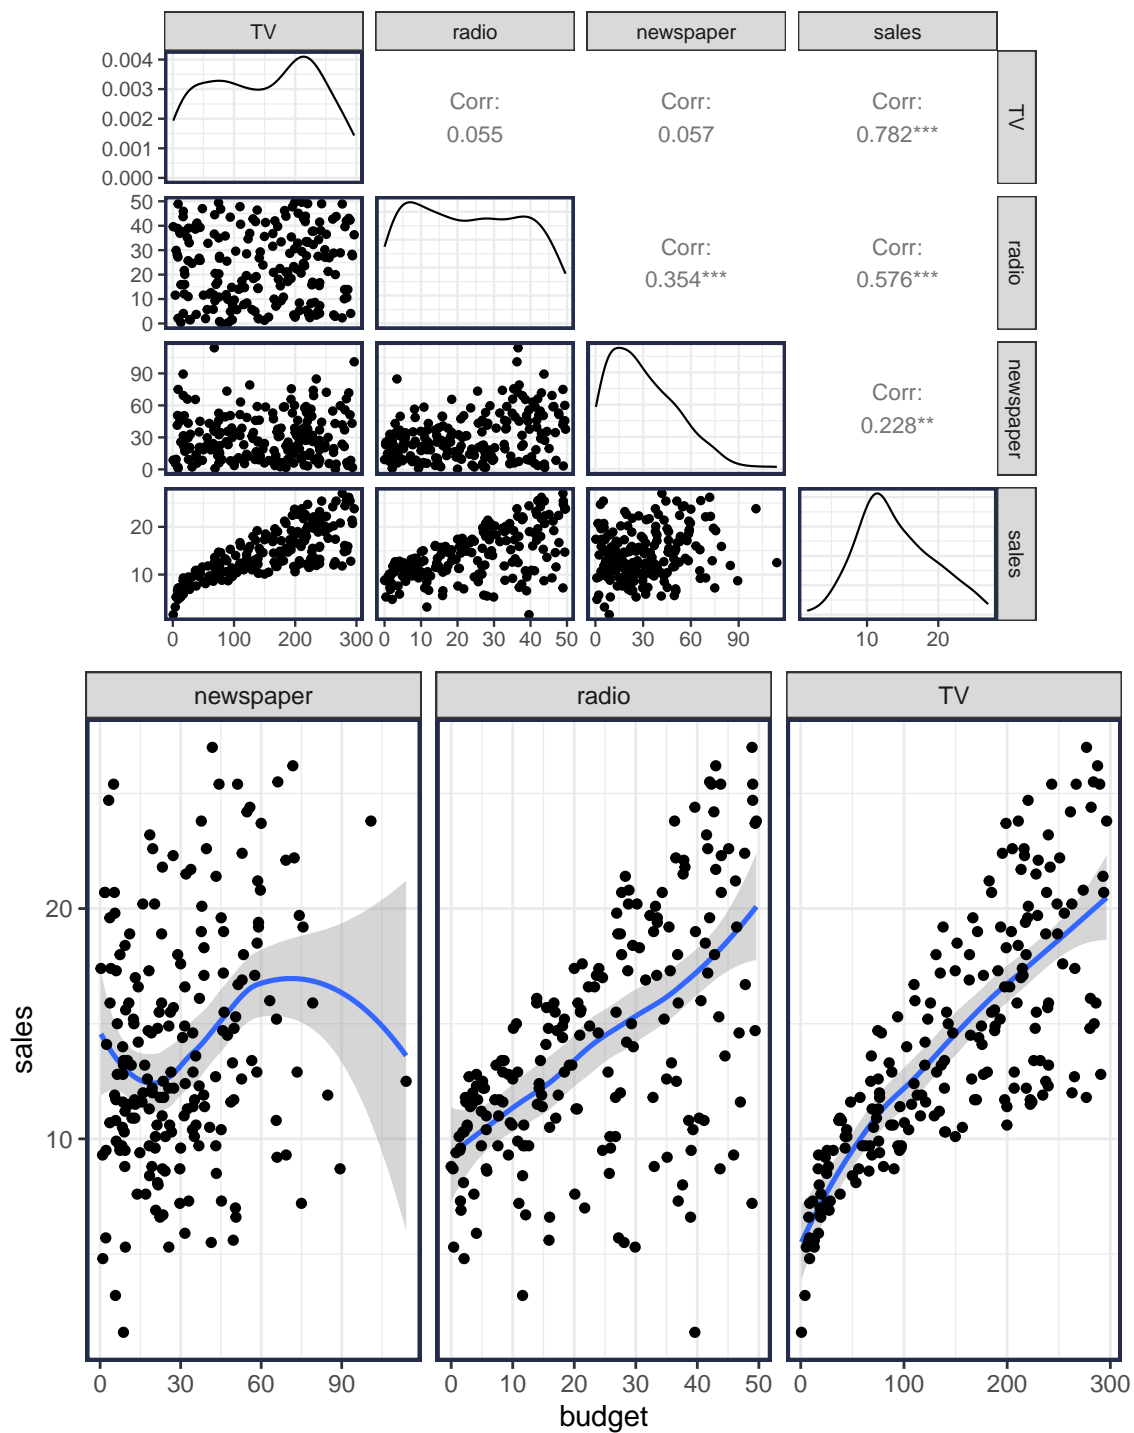 TV radio newspaper sales
0.004
0.003
0.002
0.001
0.000
Corr:
0.055
Corr:
0.057
Corr:
0.782***
TV
50
40
30
20
10
0
Corr:
0.354***
Corr:
0.576***
radio
90
60
30
0
Corr:
0.228**
newspaper
20
10
sales
0 100 200 300 0 10 20 30 40 50 0 30 60 90 10 20
newspaper radio TV
sales
20
10
0 30 60 90 0 10 20 30 40 50 0 100 200 300
budget